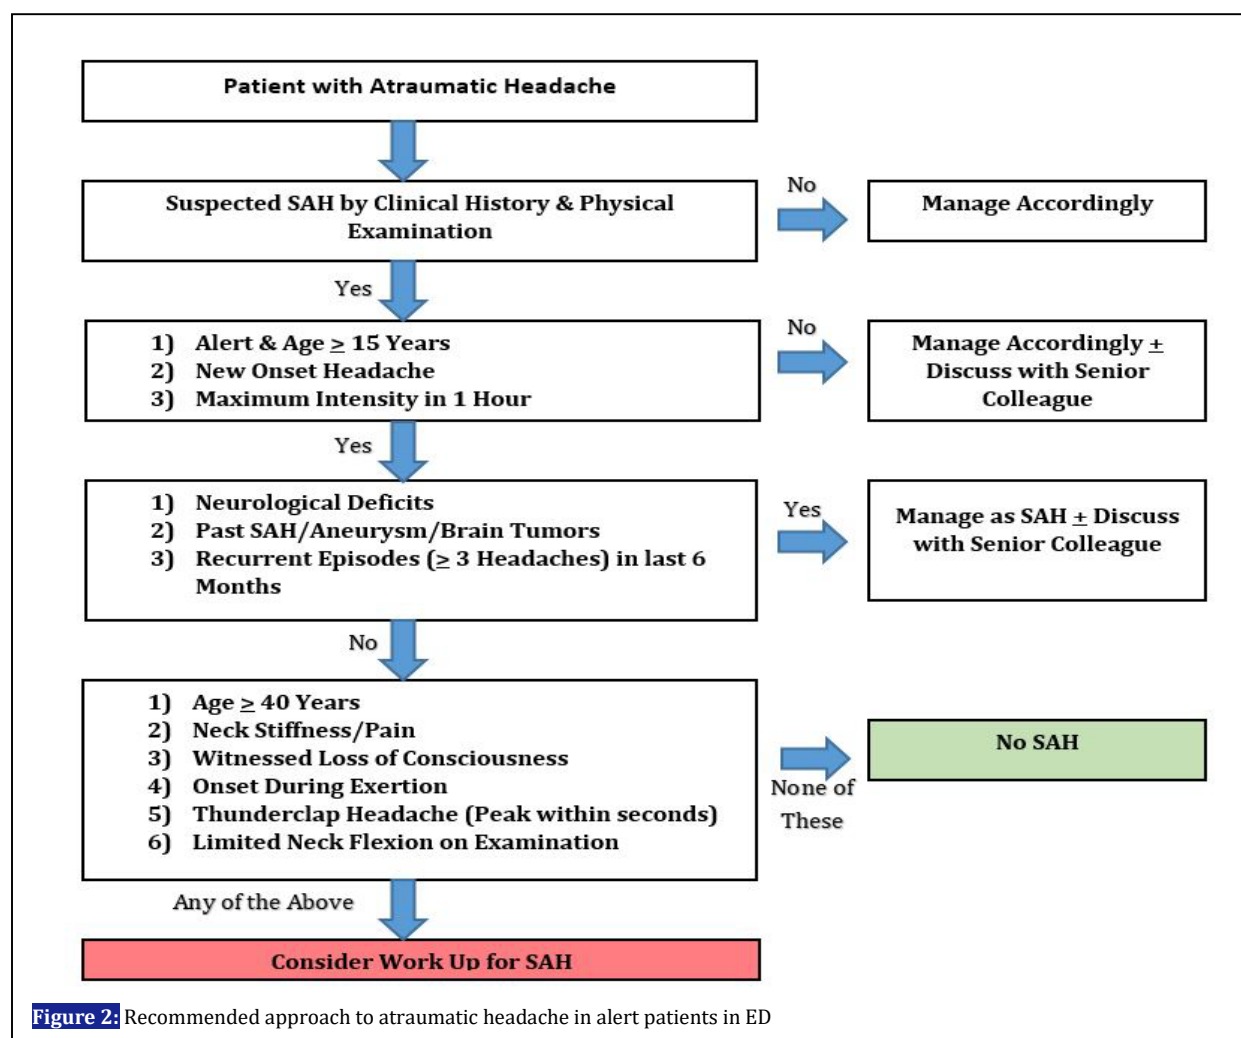 Patient with Atraumatic Headache
Suspected SAH by Clinical History & Physical
Examination
No
Manage Accordingly
Yes
1) Alert & Age ≥ 15 Years
2) New Onset Headache
3) Maximum Intensity in 1 Hour
No
Manage Accordingly ±
Discuss with Senior
Colleague
Yes
1) Neurological Deficits
2) Past SAH/Aneurysm/Brain Tumors
3) Recurrent Episodes (≥ 3 Headaches) in last 6
Months
Yes
Manage as SAH ± Discuss
with Senior Colleague
No
1) Age ≥ 40 Years
2) Neck Stiffness/Pain
3) Witnessed Loss of Consciousness
4) Onset During Exertion
5) Thunderclap Headache (Peak within seconds)
6) Limited Neck Flexion on Examination
None of
These
No SAH
Any of the Above
Consider Work Up for SAH
Figure 2: Recommended approach to atraumatic headache in alert patients in ED